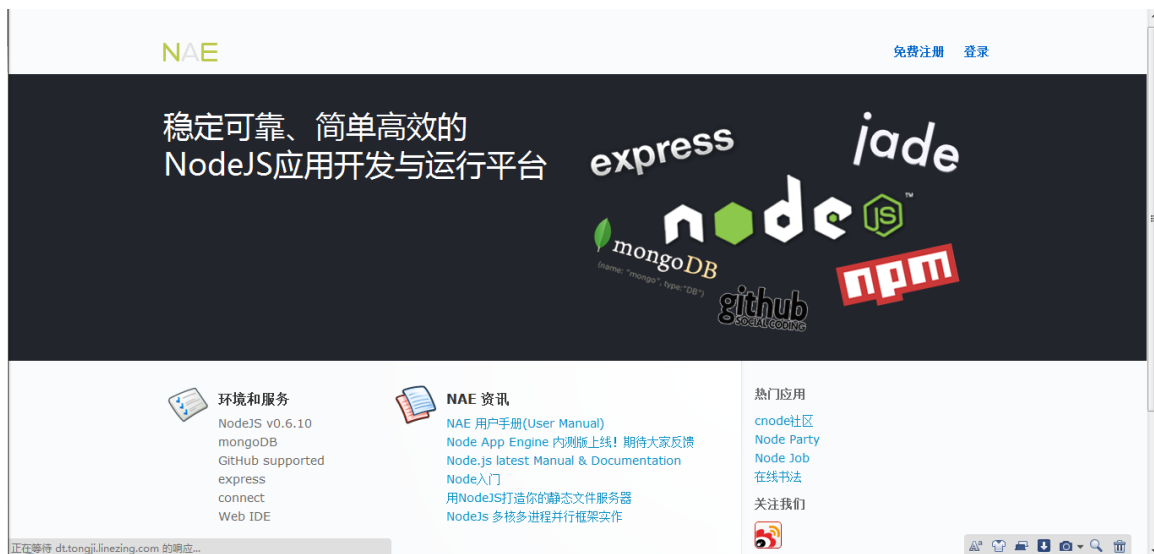 NAE
免费注册 登录
稳定可靠、简单高效的
NodeJS应用开发与运行平台
express
jade
node
JS™
mongoDB
{name: "mongo", type:"DB"}
npm
github
SOCIAL CODING
环境和服务
NodeJS v0.6.10
mongoDB
GitHub supported
express
connect
Web IDE
NAE 资讯
NAE 用户手册(User Manual)
Node App Engine 内测版上线！期待大家反馈
Node.js latest Manual & Documentation
Node入门
用NodeJS打造你的静态文件服务器
NodeJs 多核多进程并行框架实作
热门应用
cnode社区
Node Party
Node Job
在线书法
关注我们
正在等待 dt.tongji.linezing.com 的响应...